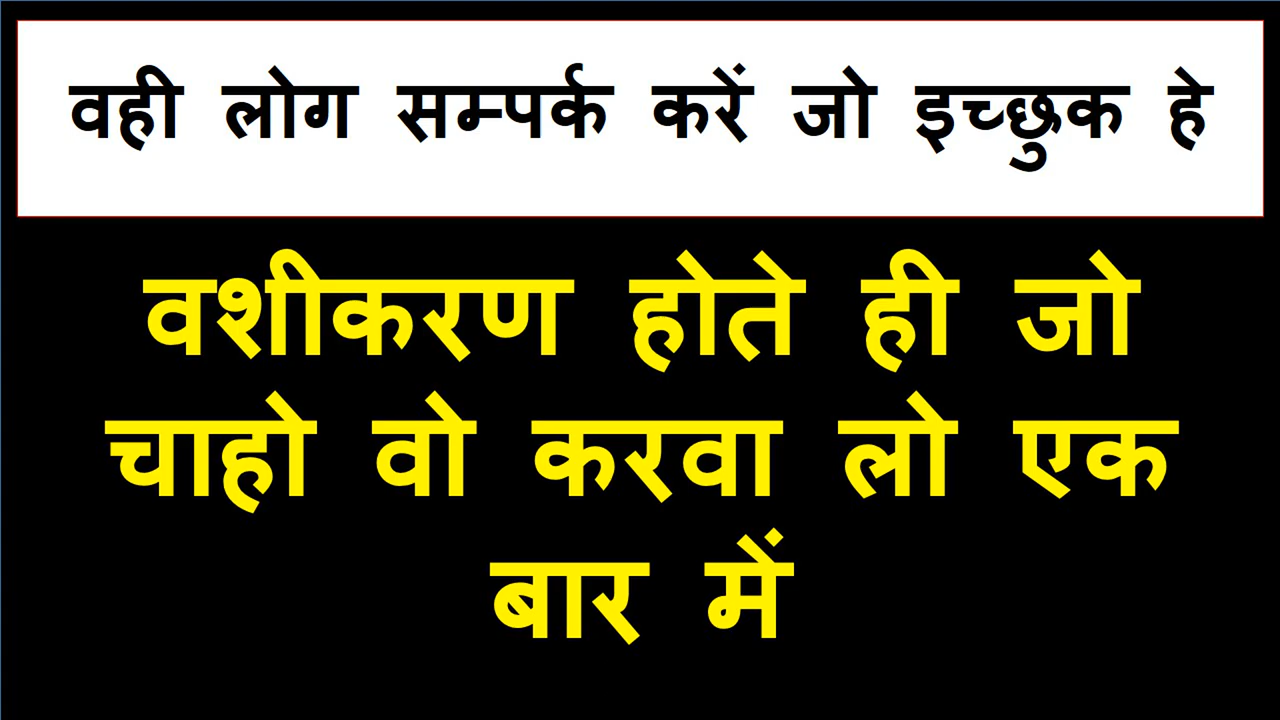 वही लोग सम्पर्क करें जो इच्छुक हे
वशीकरण होते ही जो
चाहो वो करवा लो एक
बार में